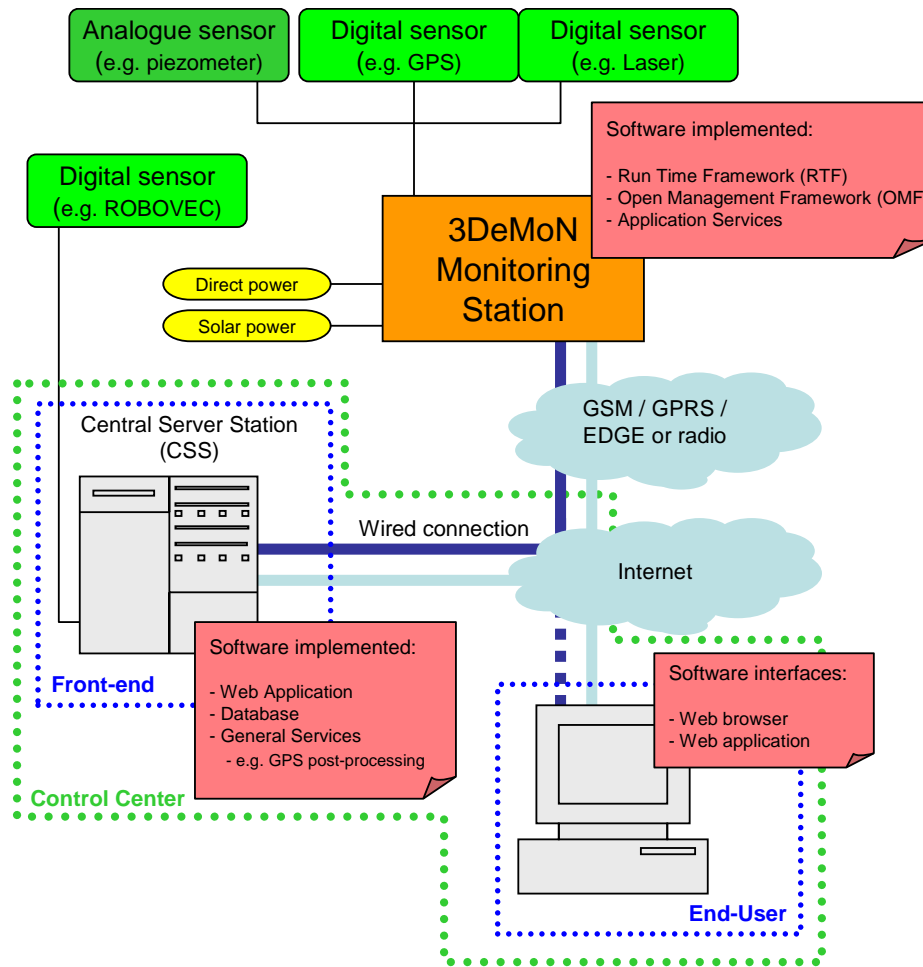 Analogue sensor
(e.g. piezometer)
Digital sensor
(e.g. GPS)
Digital sensor
(e.g. Laser)
Software implemented:
- Run Time Framework (RTF)
- Open Management Framework (OMF
- Application Services
Digital sensor
(e.g. ROBOVEC)
3DeMoN
Monitoring
Station
Direct power
Solar power
GSM / GPRS /
EDGE or radio
Central Server Station
(CSS)
Wired connection
Internet
Software implemented:
- Web Application
- Database
- General Services
- e.g. GPS post-processing
Front-end
Software interfaces:
- Web browser
- Web application
Control Center
End-User